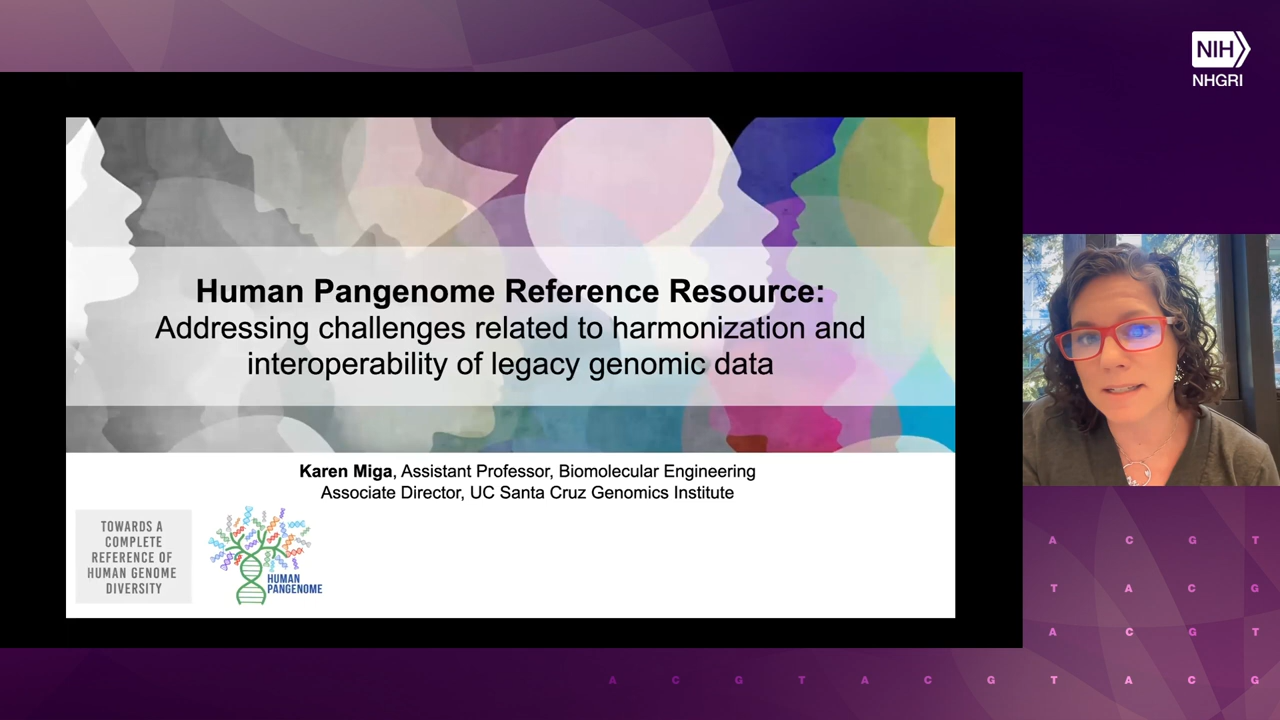 NIH
NHGRI
Human Pangenome Reference Resource:
Addressing challenges related to harmonization and
interoperability of legacy genomic data
Karen Miga, Assistant Professor, Biomolecular Engineering
Associate Director, UC Santa Cruz Genomics Institute
TOWARDS A
COMPLETE
REFERENCE OF
HUMAN GENOME
DIVERSITY
HUMAN
PANGENOME
A C G T
T A C G
A C G T
A C G T A C G T A C G